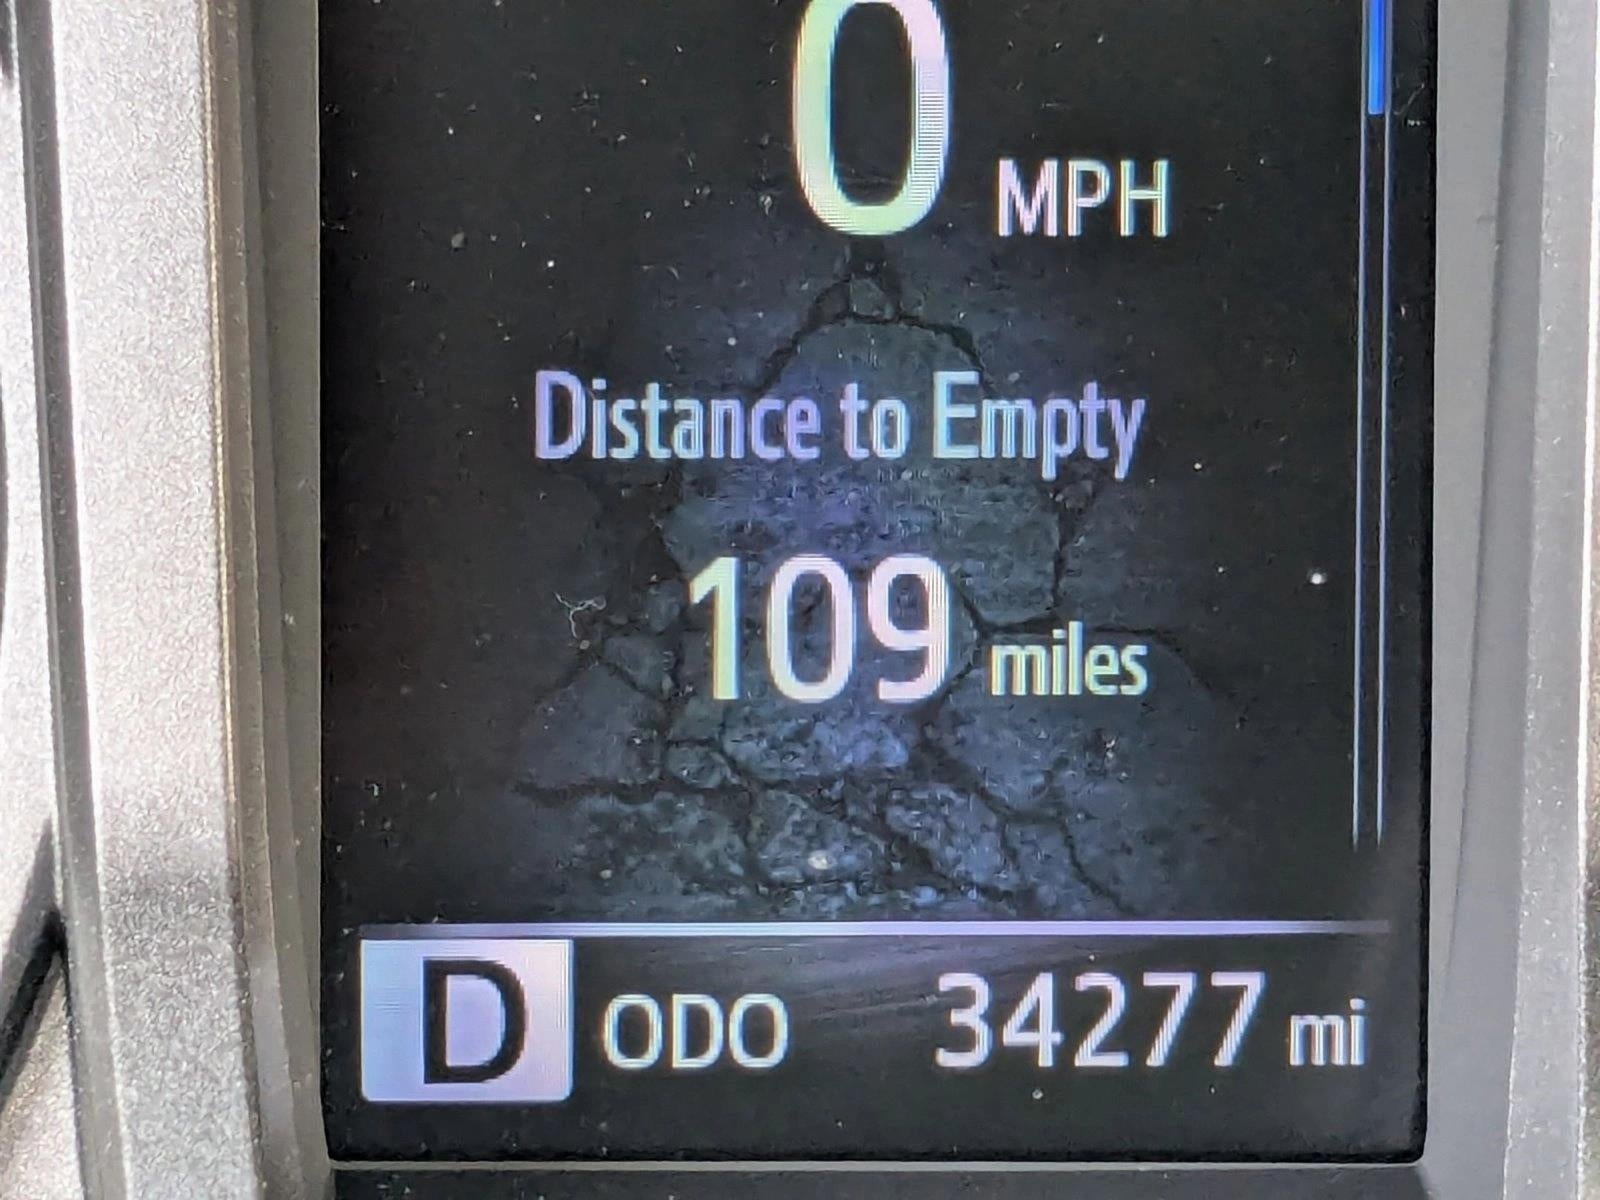 0 MPH
Distance to Empty
109 miles
D ODO 34277 mi